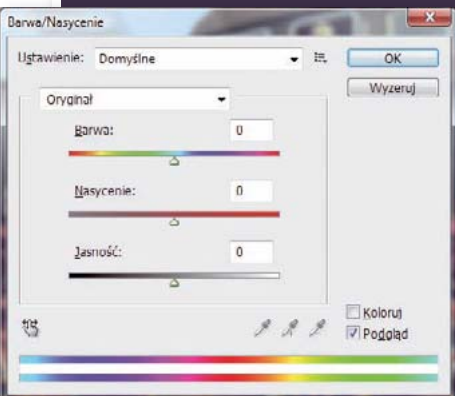 Barwa/Nasycenie
Ustawienie: Domyślne
OK
Wyzeruj
Oryginał
Barwa: 0
Nasycenie: 0
Jasność: 0
Koloruj
Podgląd